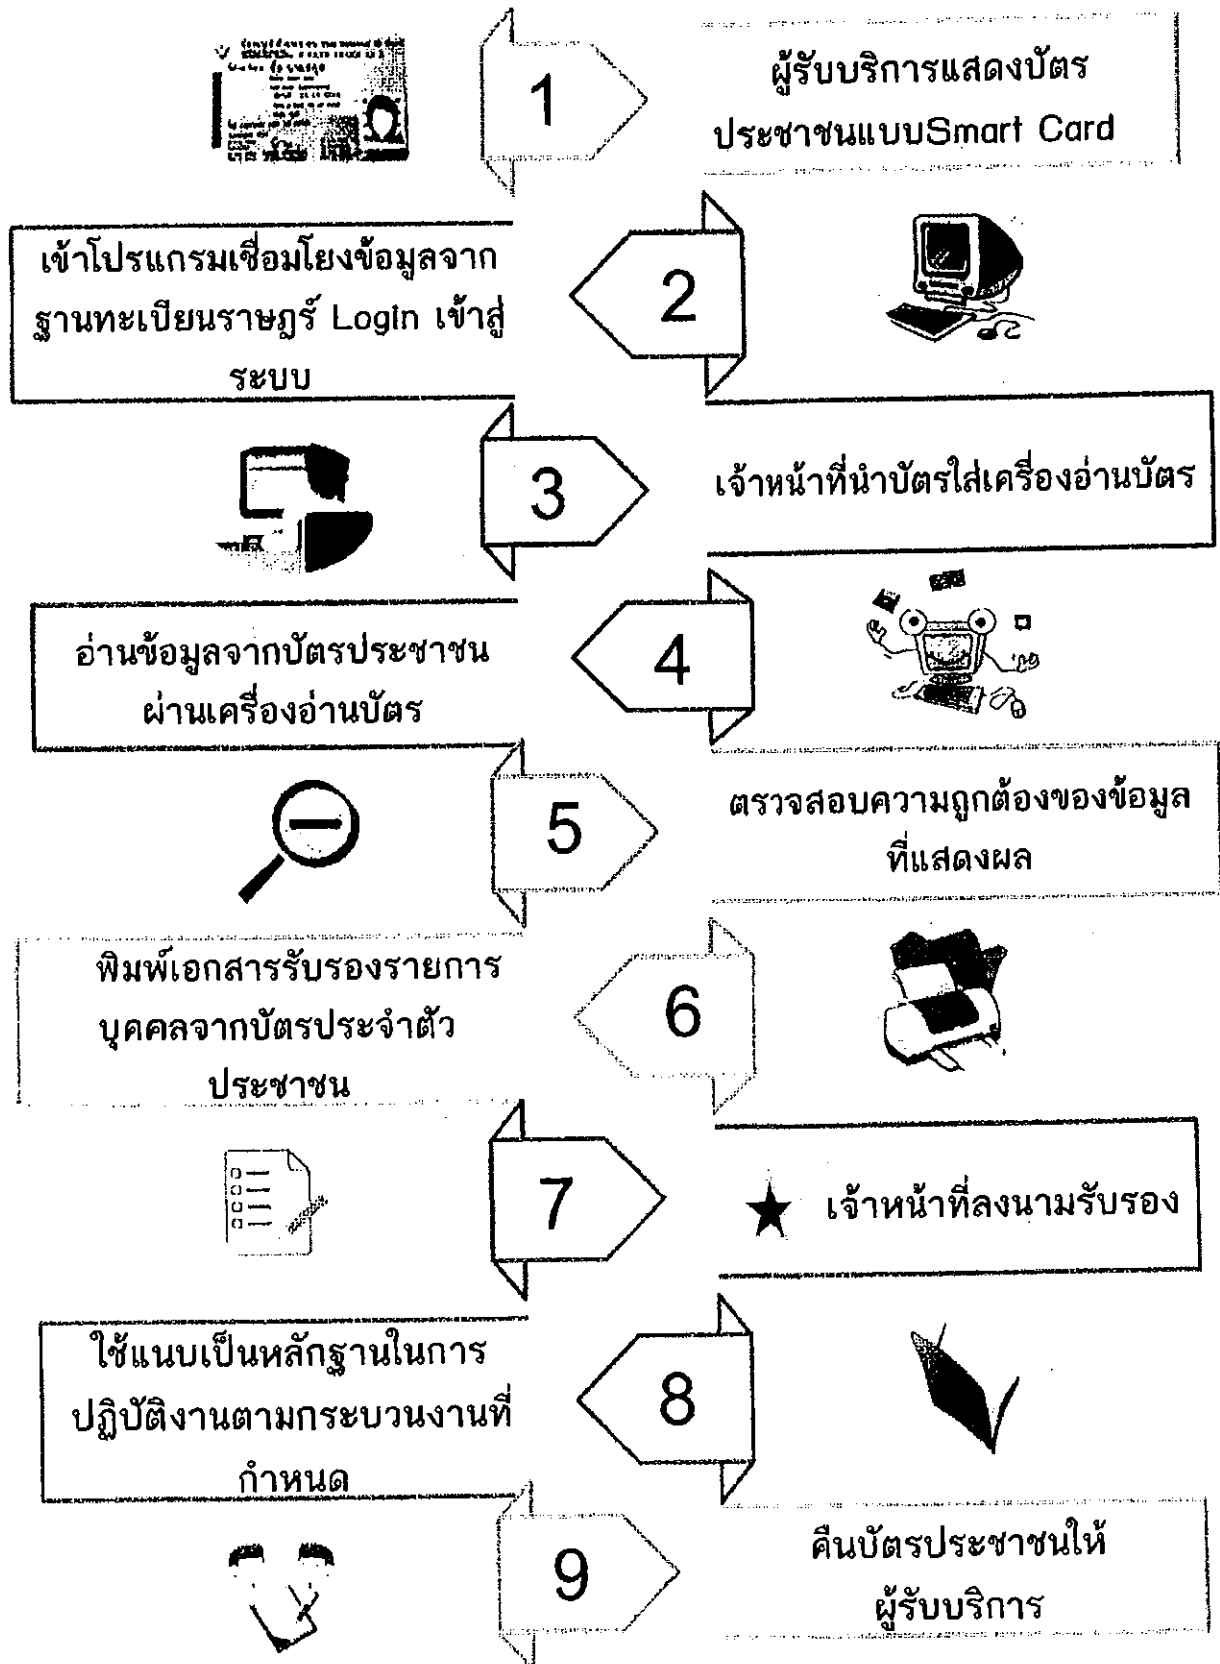 1
ผู้รับบริการแสดงบัตร
ประชาชนแบบSmart Card
เข้าโปรแกรมเชื่อมโยงข้อมูลจาก
ฐานทะเบียนราษฎร์ Login เข้าสู่
ระบบ
2
3
เจ้าหน้าที่นำบัตรใส่เครื่องอ่านบัตร
อ่านข้อมูลจากบัตรประชาชน
ผ่านเครื่องอ่านบัตร
4
5
ตรวจสอบความถูกต้องของข้อมูล
ที่แสดงผล
พิมพ์เอกสารรับรองรายการ
บุคคลจากบัตรประจำตัว
ประชาชน
6
7
★ เจ้าหน้าที่ลงนามรับรอง
ใช้แนบเป็นหลักฐานในการ
ปฏิบัติงานตามกระบวนงานที่
กำหนด
8
9
คืนบัตรประชาชนให้
ผู้รับบริการ